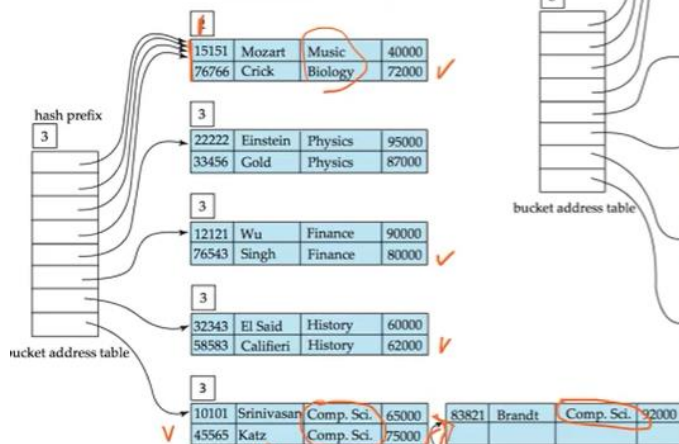 15151 Mozart Music 40000
76766 Crick Biology 72000
hash prefix
3
3
22222 Einstein Physics 95000
33456 Gold Physics 87000
3
12121 Wu Finance 90000
76543 Singh Finance 80000
bucket address table
3
32343 El Said History 60000
58583 Califieri History 62000
ucket address table
3
10101 Srinivasan Comp. Sci. 65000 83821 Brandt Comp. Sci. 92000
45565 Katz Comp. Sci. 75000